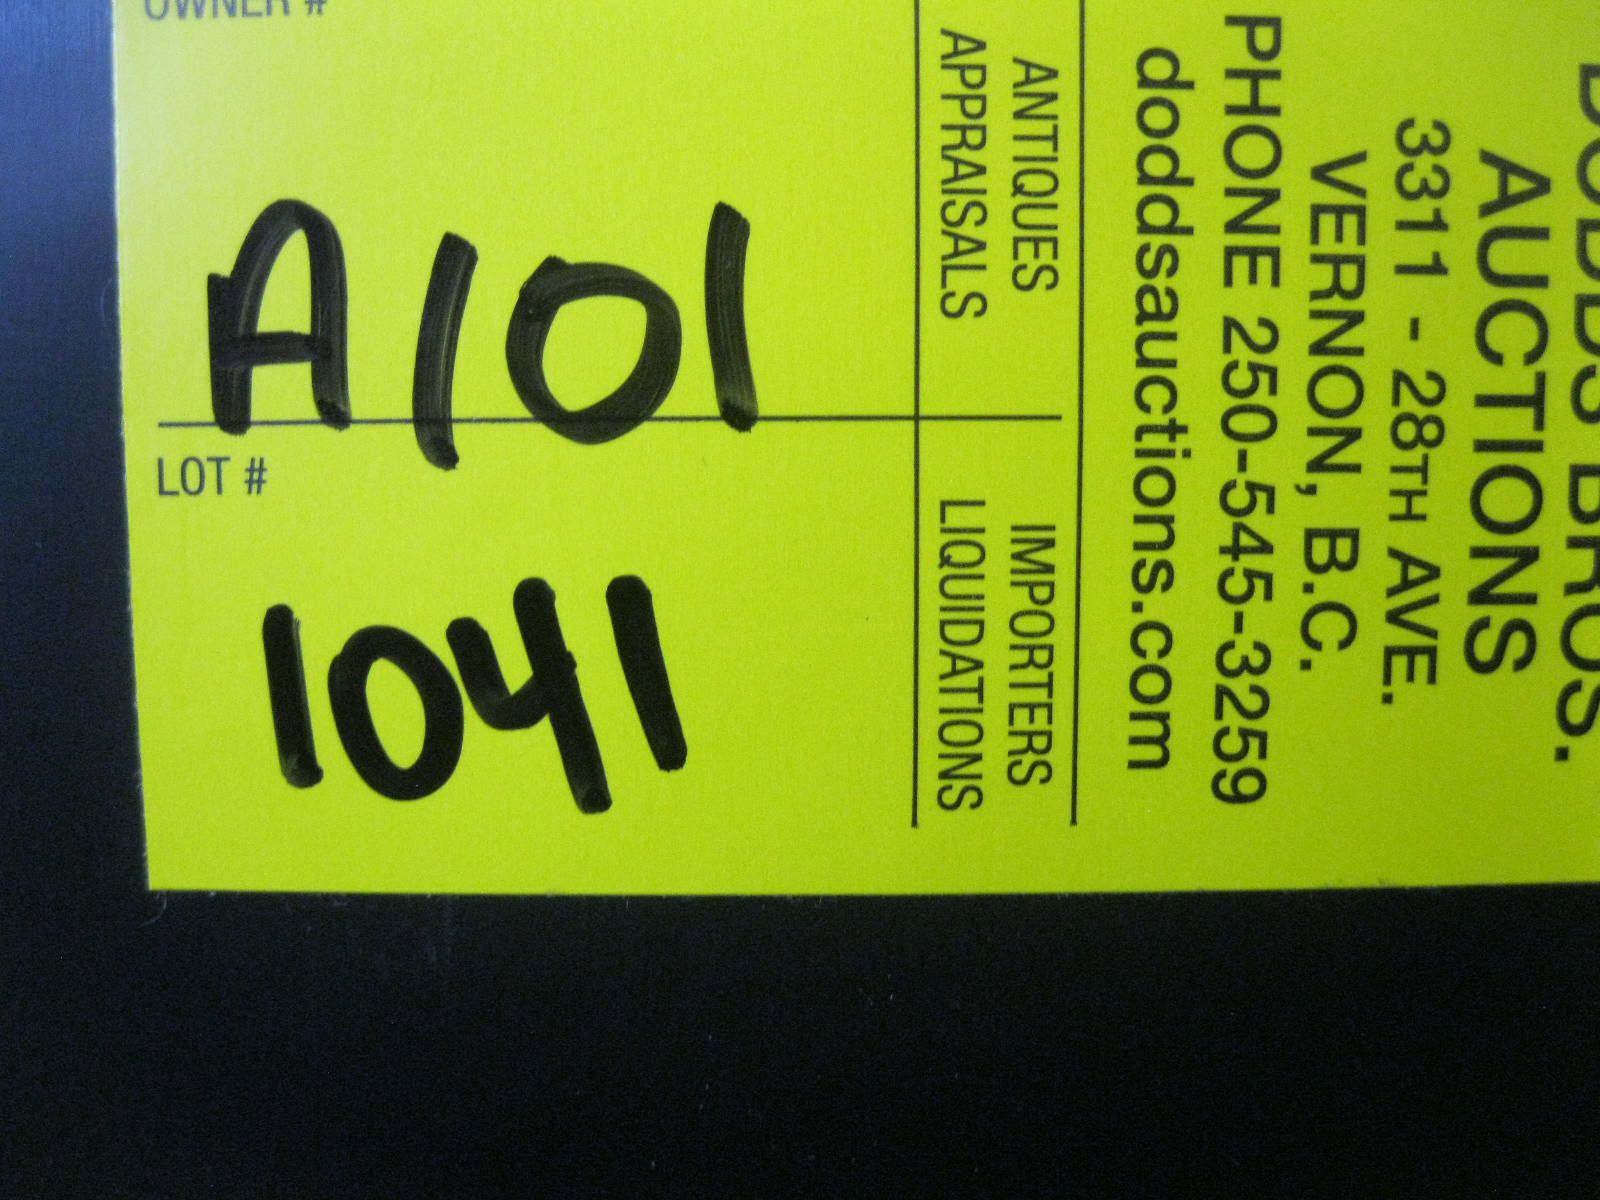 OWNER #
A101
LOT #
1041
DODDS BROS.
AUCTIONS
3311 - 28TH AVE.
VERNON, B.C.
PHONE 250-545-3259
doddsauctions.com
ANTIQUES
APPRAISALS
IMPORTERS
LIQUIDATIONS